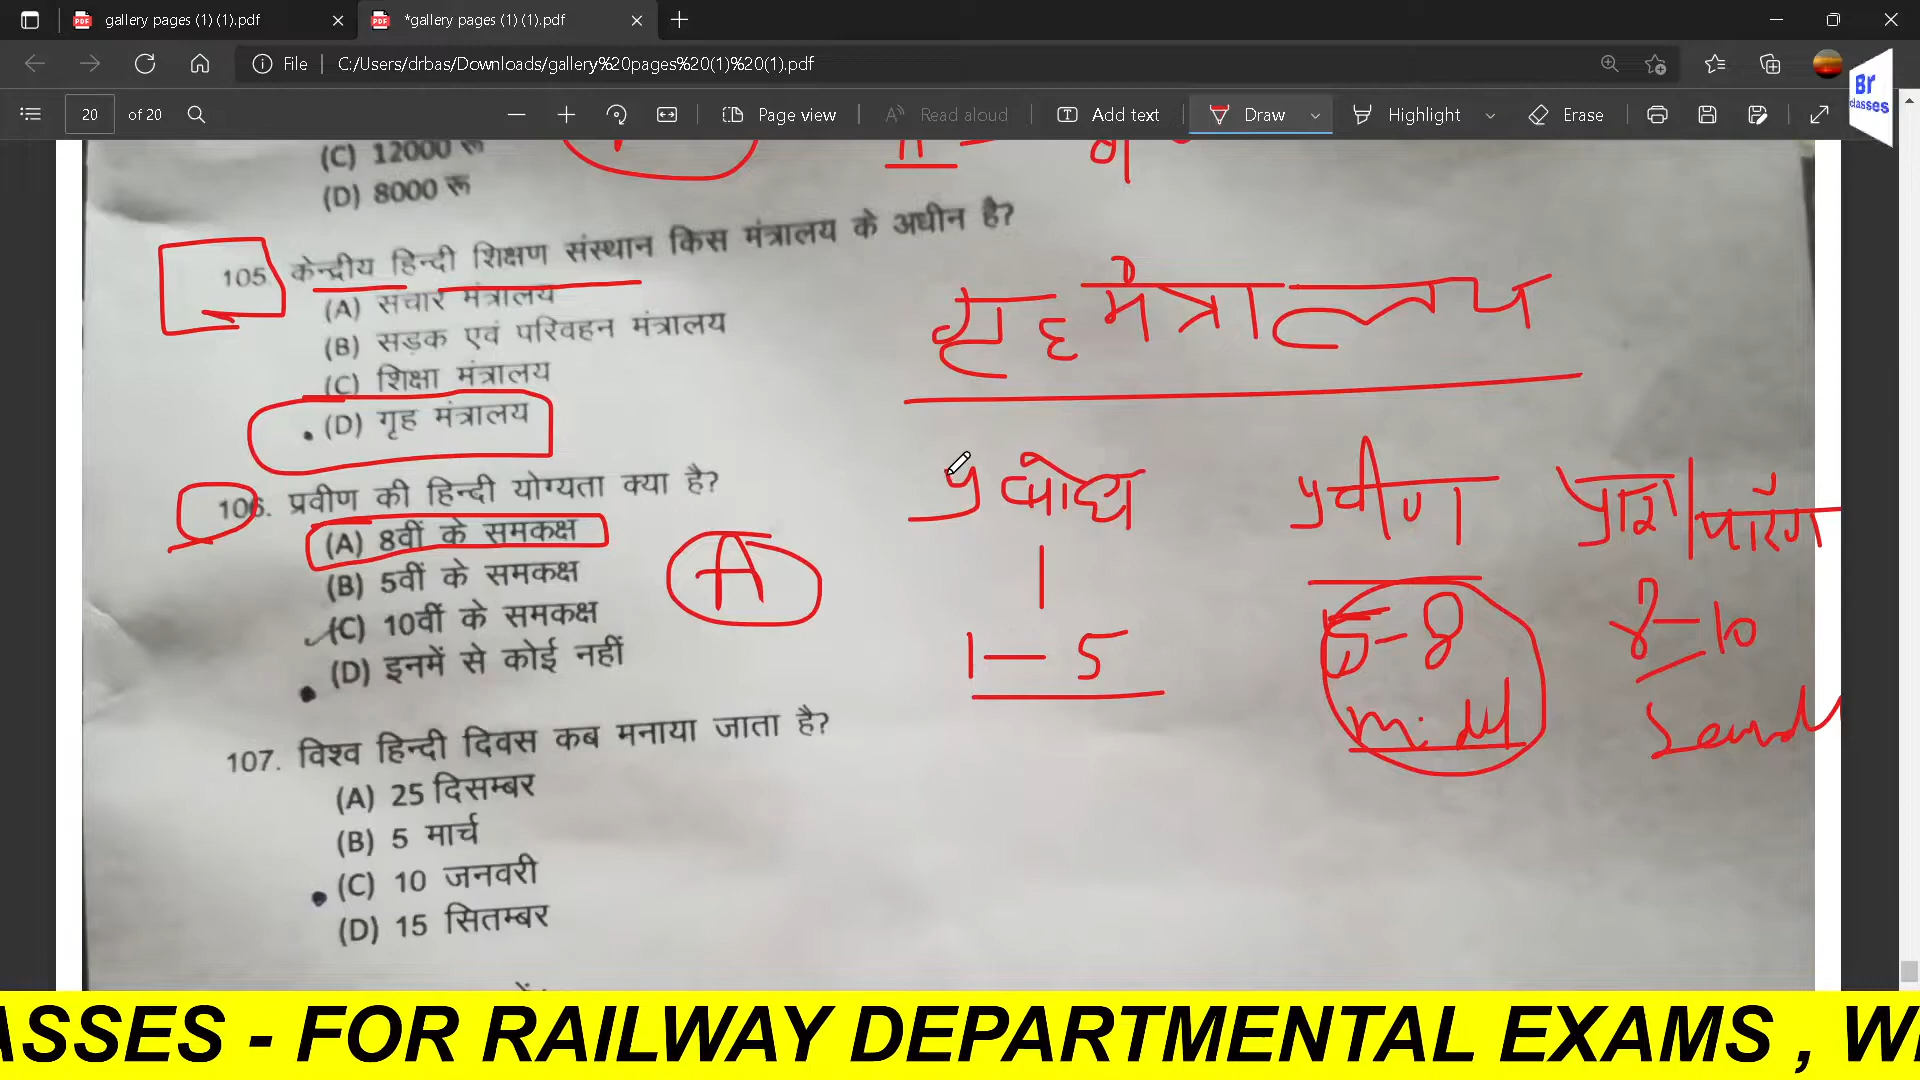 gallery pages (1) (1).pdf
*gallery pages (1) (1).pdf
File
C:/Users/drbas/Downloads/gallery%20pages%20(1)%20(1).pdf
Br classes
20 of 20
Page view
Read aloud
Add text
Draw
Highlight
Erase
(C) 12000 रू
(D) 8000 रू
105. केन्द्रीय हिन्दी शिक्षण संस्थान किस मंत्रालय के अधीन है?
(A) संचार मंत्रालय
(B) सड़क एवं परिवहन मंत्रालय
(C) शिक्षा मंत्रालय
(D) गृह मंत्रालय
गृह मंत्रालय
106. प्रवीण की हिन्दी योग्यता क्या है?
(A) 8वीं के समकक्ष
(B) 5वीं के समकक्ष
(C) 10वीं के समकक्ष
(D) इनमें से कोई नहीं
A
प्रबोध
1 — 5
प्रवीण
5 - 8
प्राज्ञ
8 - 10
107. विश्व हिन्दी दिवस कब मनाया जाता है?
(A) 25 दिसम्बर
(B) 5 मार्च
(C) 10 जनवरी
(D) 15 सितम्बर
ASSES - FOR RAILWAY DEPARTMENTAL EXAMS , W